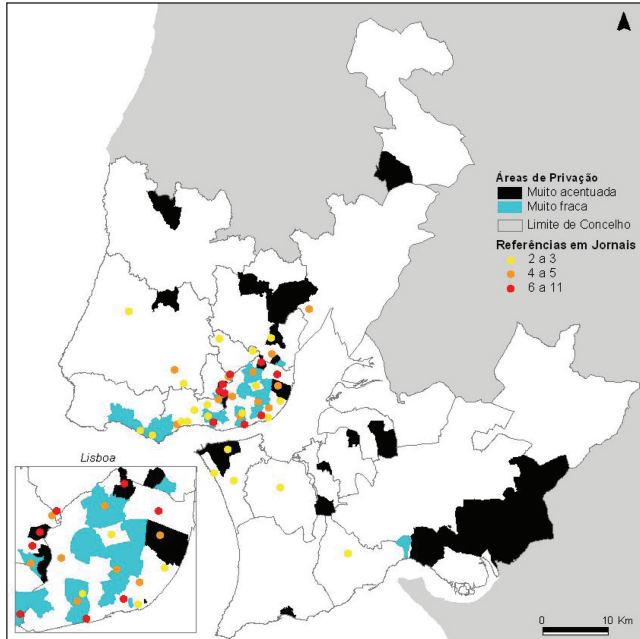 Áreas de Privação
Muito acentuada
Muito fraca
Limite de Concelho
Referências em Jornais
2 a 3
4 a 5
6 a 11
Lisboa
0 10 Km